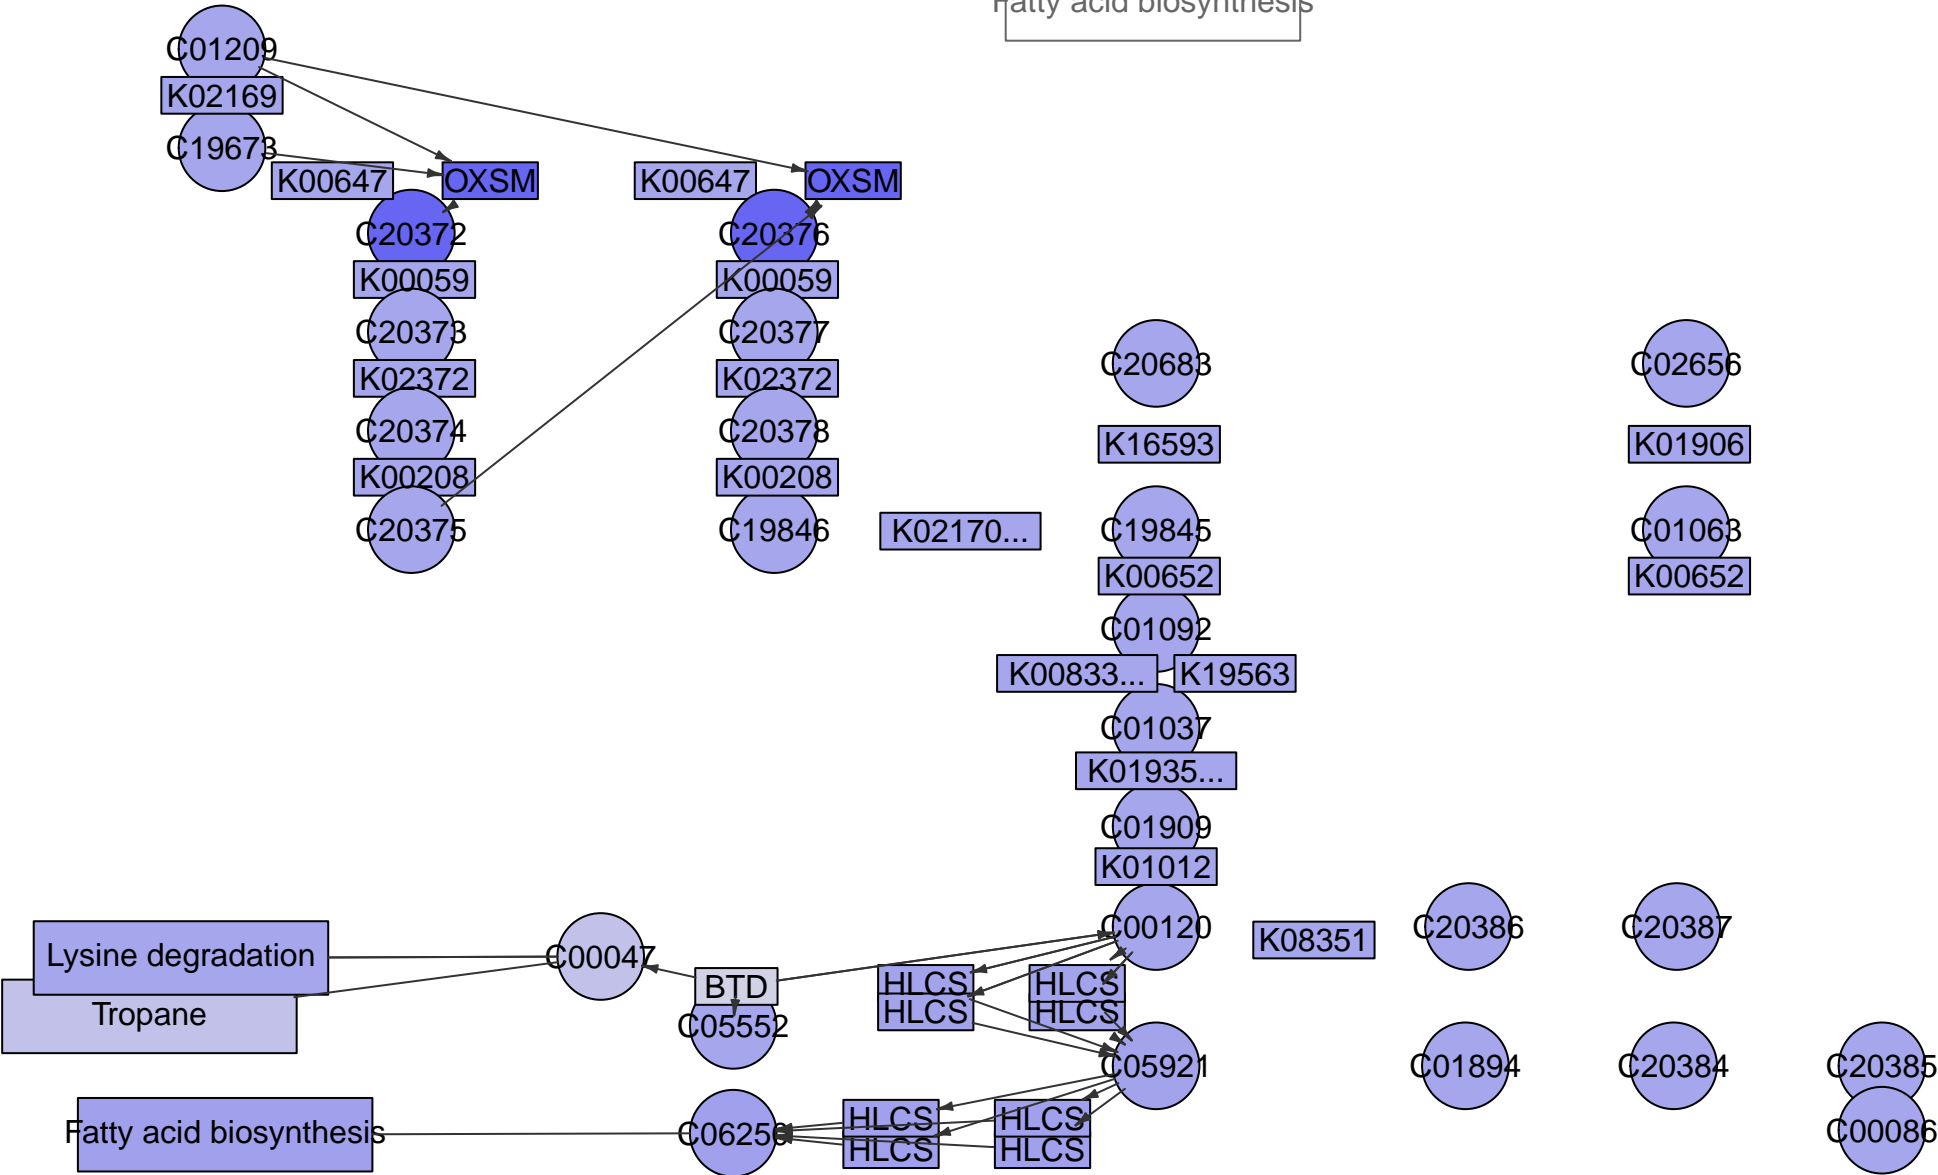 Fatty acid biosynthesis
C01209
K02169
C19673
K00647
OXSM
K00647
OXSM
C20372
C20376
K00059
K00059
C20373
C20377
K02372
K02372
C20683
C02656
C20374
C20378
K16593
K01906
K00208
K00208
C20375
C19846
K02170...
C19845
C01063
K00652
K00652
C01092
K00833...
K19563
C01037
K01935...
C01909
K01012
C00120
K08351
C20386
C20387
Lysine degradation
C00047
BTD
HLCS
HLCS
Tropane
C05552
HLCS
HLCS
C05921
C01894
C20384
C20385
Fatty acid biosynthesis
C06250
HLCS
HLCS
C00086
HLCS
HLCS